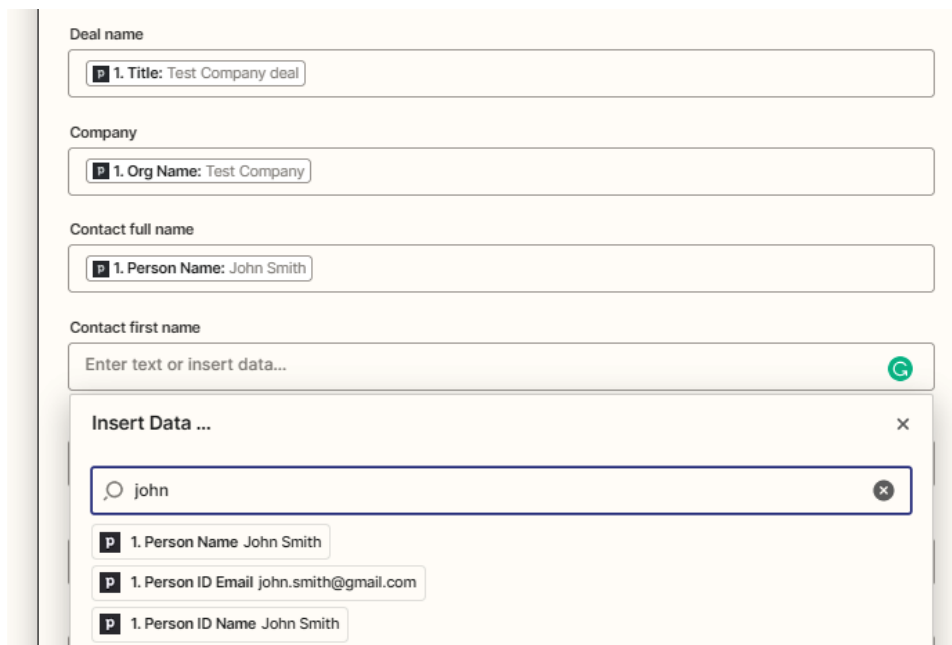 Deal name
P 1. Title: Test Company deal
Company
P 1. Org Name: Test Company
Contact full name
P 1. Person Name: John Smith
Contact first name
Enter text or insert data...
Insert Data ...
john
P 1. Person Name John Smith
P 1. Person ID Email john.smith@gmail.com
P 1. Person ID Name John Smith